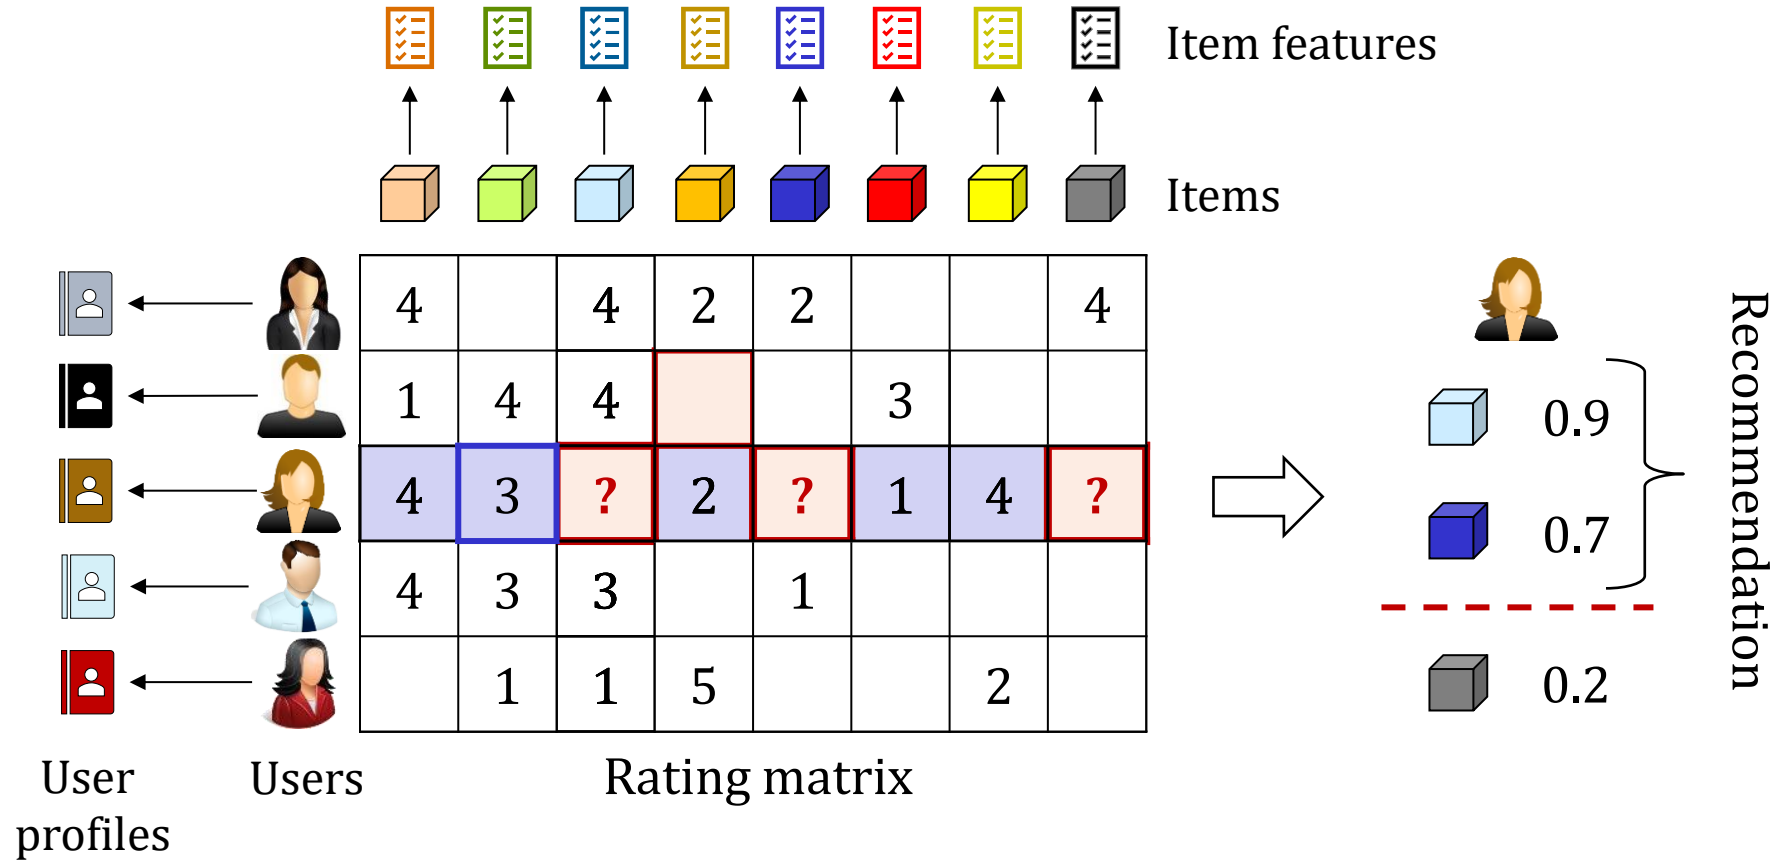 Item features
Items
4 4 2 2 4
1 4 4 3
4 3 ? 2 ? 1 4 ?
4 3 3 1
1 1 5 2
0.9
0.7
0.2
Recommendation
User
profiles
Users
Rating matrix